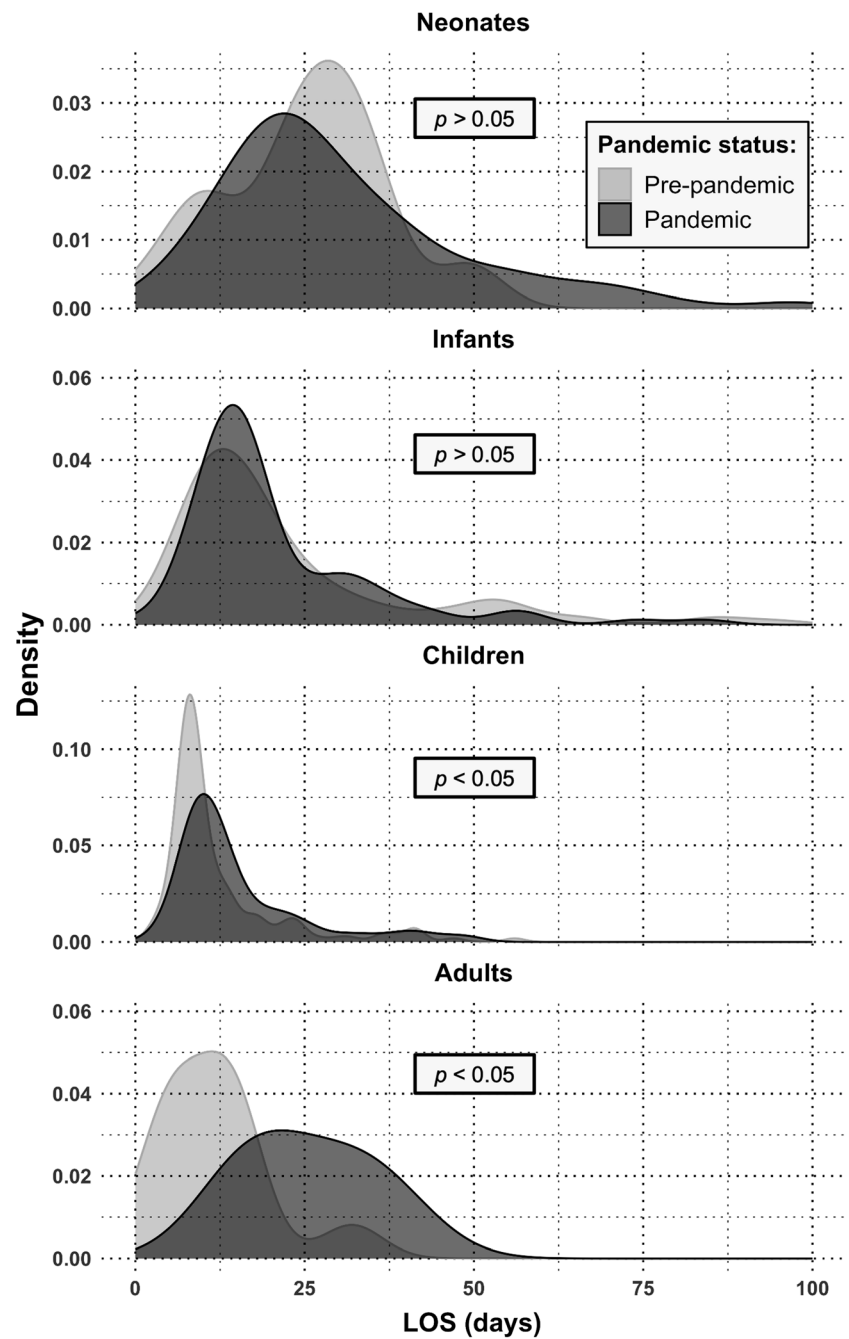 Neonates
0.03
0.02
0.01
0.00
p > 0.05
Pandemic status:
Pre-pandemic
Pandemic
Infants
0.06
0.04
0.02
0.00
p > 0.05
Density
Children
0.10
0.05
0.00
p < 0.05
Adults
0.06
0.04
0.02
0.00
p < 0.05
0 25 50 75 100
LOS (days)